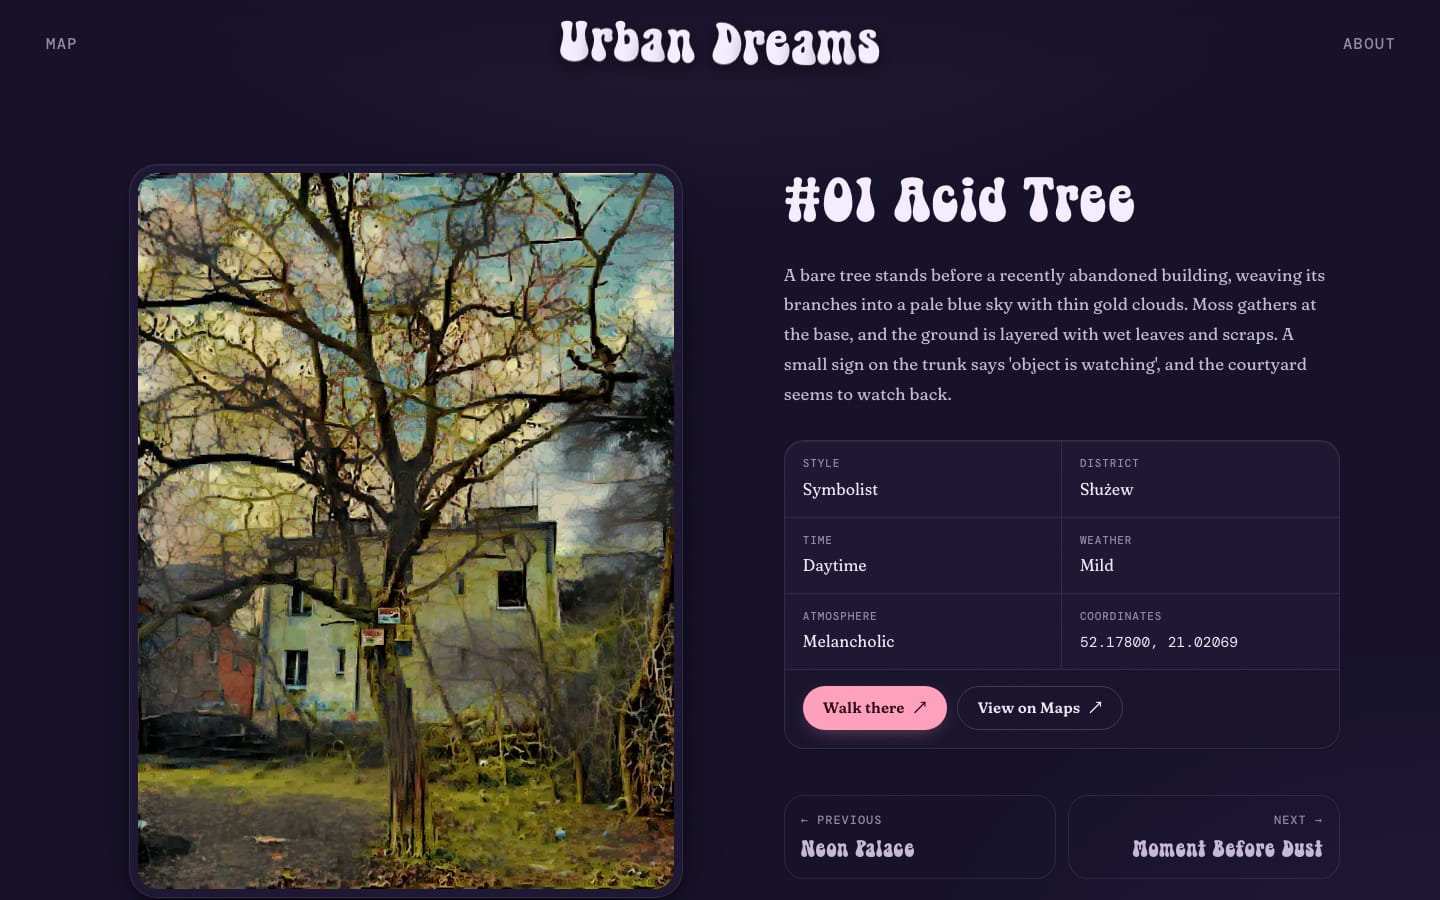 MAP
Urban Dreams
ABOUT
#01 Acid Tree
A bare tree stands before a recently abandoned building, weaving its
branches into a pale blue sky with thin gold clouds. Moss gathers at
the base, and the ground is layered with wet leaves and scraps. A
small sign on the trunk says 'object is watching', and the courtyard
seems to watch back.
STYLE
Symbolist
DISTRICT
Służew
TIME
Daytime
WEATHER
Mild
ATMOSPHERE
Melancholic
COORDINATES
52.17800, 21.02069
Walk there ↗
View on Maps ↗
← PREVIOUS
Neon Palace
NEXT →
Moment Before Dust